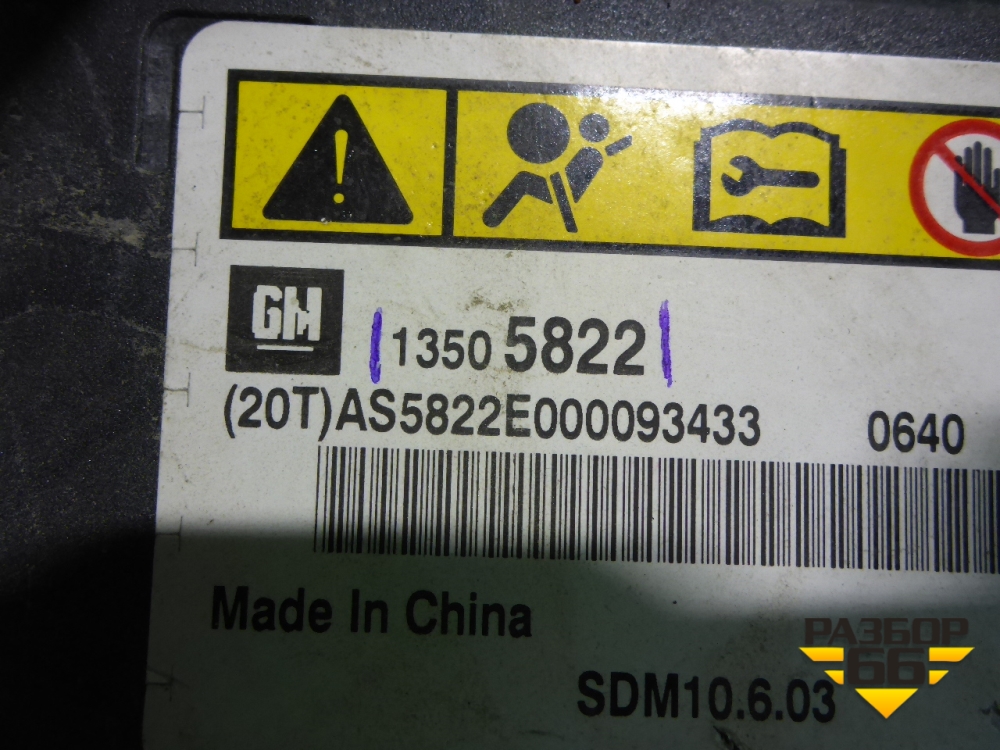 GM
13505822
(20T)AS5822E000093433 0640
Made In China
SDM10.6.03
РАЗБОР
66